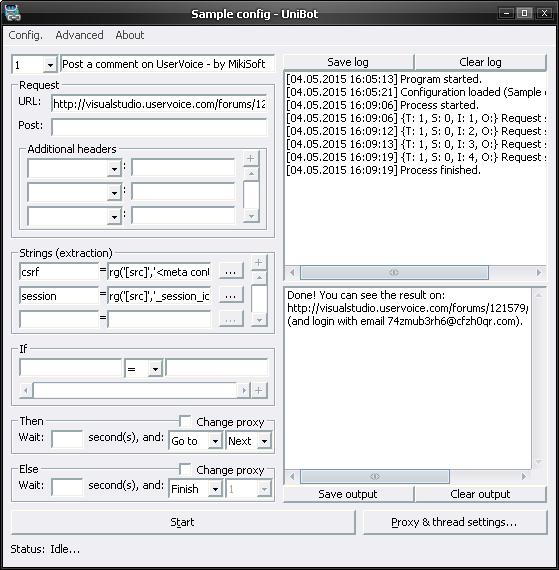 Sample config - UniBot
Config. Advanced About
1 Post a comment on UserVoice - by MikiSoft
Request
URL: http://visualstudio.uservoice.com/forums/12
Post:
Additional headers
:
:
:
Strings (extraction)
csrf = rg('[src]','<meta cont ...
session = rg('[src]','_session_ic ...
= ...
If
=
Then Change proxy
Wait: second(s), and: Go to Next
Else Change proxy
Wait: second(s), and: Finish 1
Save log Clear log
[04.05.2015 16:05:13] Program started.
[04.05.2015 16:05:21] Configuration loaded (Sample c
[04.05.2015 16:09:06] Process started.
[04.05.2015 16:09:06] {T: 1, S: 0, I: 1, O:} Request s
[04.05.2015 16:09:12] {T: 1, S: 0, I: 2, O:} Request s
[04.05.2015 16:09:13] {T: 1, S: 0, I: 3, O:} Request s
[04.05.2015 16:09:19] {T: 1, S: 0, I: 4, O:} Request s
[04.05.2015 16:09:19] Process finished.
Done! You can see the result on:
http://visualstudio.uservoice.com/forums/121579/
(and login with email 74zmub3rh6@cfzh0qr.com).
Save output Clear output
Start Proxy & thread settings...
Status: Idle...